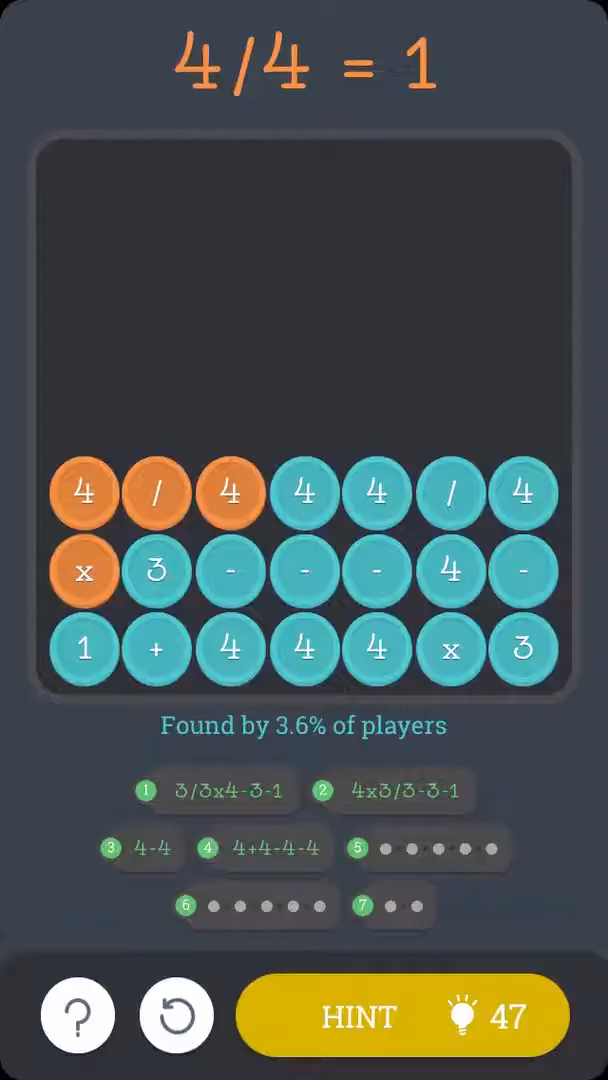 4/4 = 1
4 / 4 4 4 / 4
x 3 - - - 4 -
1 + 4 4 4 x 3
Found by 3.6% of players
1 3/3x4-3-1 2 4x3/3-3-1
3 4-4 4 4+4-4-4 5
6 7
? HINT 47